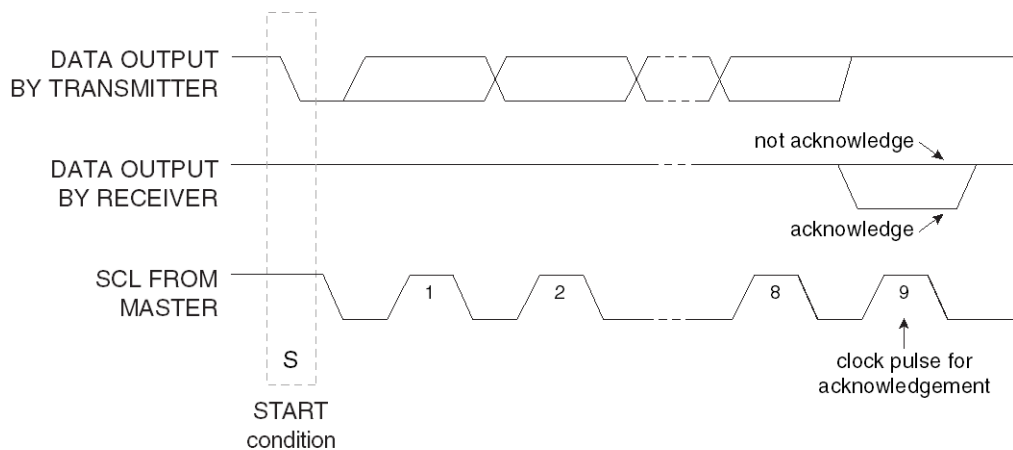 DATA OUTPUT
BY TRANSMITTER
not acknowledge
DATA OUTPUT
BY RECEIVER
acknowledge
SCL FROM
MASTER
1
2
8
9
S
clock pulse for
acknowledgement
START
condition